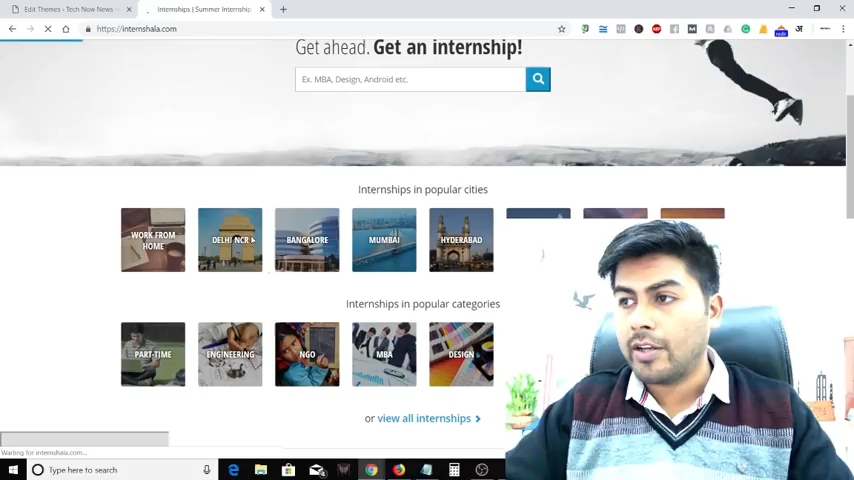 Edit Themes - Tech Now News —
Internships | Summer Internship
https://internshala.com
Get ahead. Get an internship!
Ex. MBA, Design, Android etc.
Internships in popular cities
WORK FROM HOME
DELHI NCR
BANGALORE
MUMBAI
HYDERABAD
Internships in popular categories
PART-TIME
ENGINEERING
NGO
MBA
DESIGN
or view all internships
Waiting for internshala.com...
Type here to search